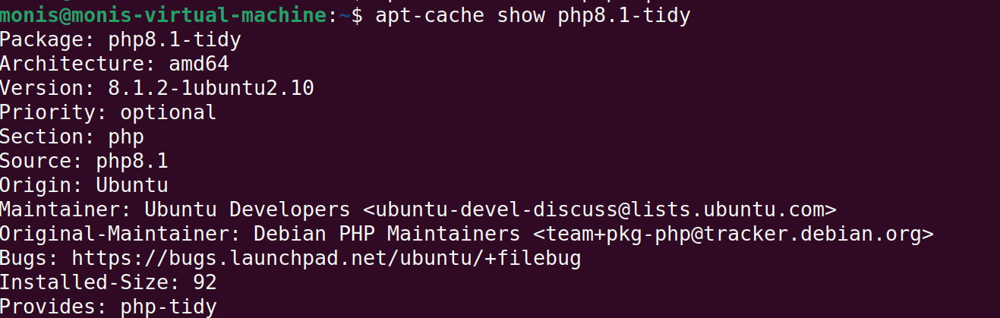 monis@monis-virtual-machine:~$ apt-cache show php8.1-tidy
Package: php8.1-tidy
Architecture: amd64
Version: 8.1.2-1ubuntu2.10
Priority: optional
Section: php
Source: php8.1
Origin: Ubuntu
Maintainer: Ubuntu Developers <ubuntu-devel-discuss@lists.ubuntu.com>
Original-Maintainer: Debian PHP Maintainers <team+pkg-php@tracker.debian.org>
Bugs: https://bugs.launchpad.net/ubuntu/+filebug
Installed-Size: 92
Provides: php-tidy